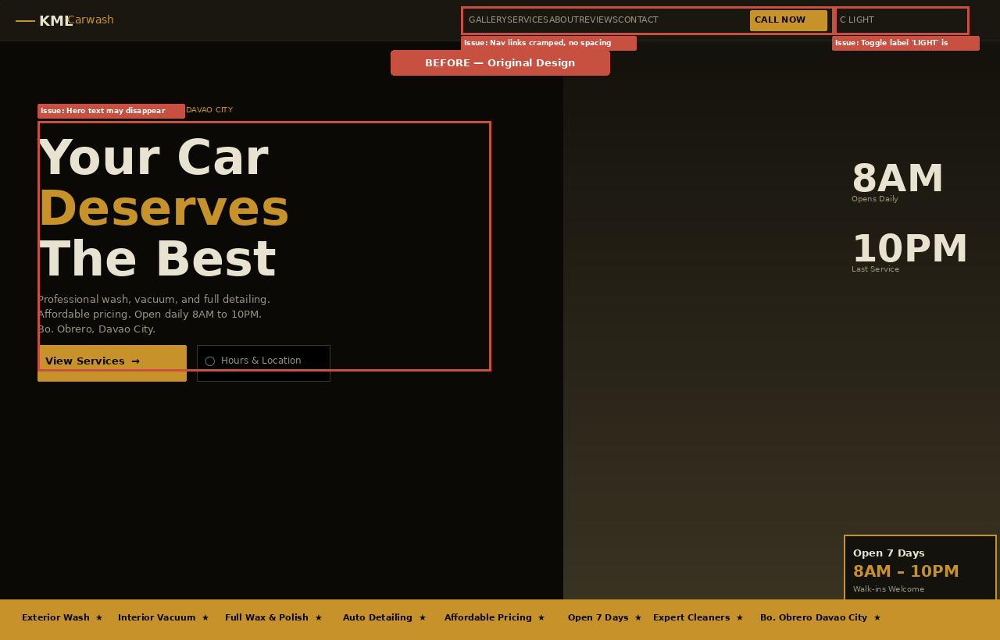 KML Carwash
GALLERYSERVICESABOUTREVIEWSCONTACT
CALL NOW
C LIGHT
Issue: Nav links cramped, no spacing
Issue: Toggle label 'LIGHT' is
BEFORE — Original Design
Issue: Hero text may disappear
DAVAO CITY
Your Car
Deserves
The Best
Professional wash, vacuum, and full detailing.
Affordable pricing. Open daily 8AM to 10PM.
Bo. Obrero, Davao City.
View Services →
◯ Hours & Location
8AM
Opens Daily
10PM
Last Service
Open 7 Days
8AM – 10PM
Walk-ins Welcome
Exterior Wash ★ Interior Vacuum ★ Full Wax & Polish ★ Auto Detailing ★ Affordable Pricing ★ Open 7 Days ★ Expert Cleaners ★ Bo. Obrero Davao City ★